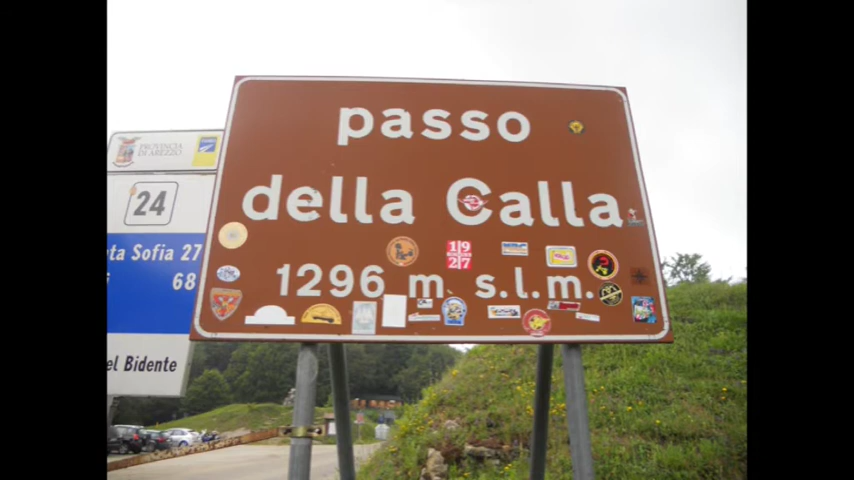 passo
della Calla
1296 m s.l.m.
PROVINCIA
DI AREZZO
24
ta Sofia 27
68
el Bidente
19
27